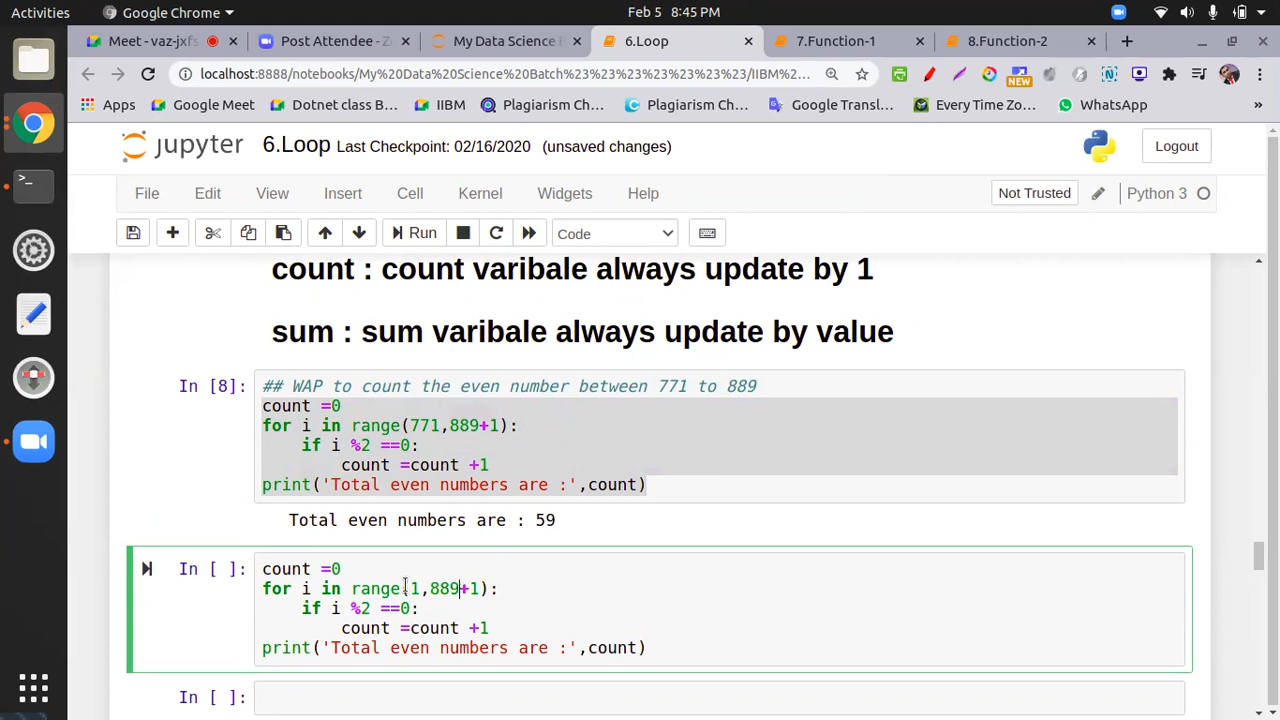 Activities
Google Chrome
Feb 5 8:45 PM
Meet - vaz-jxfs
Post Attendee - Z
My Data Science B
6.Loop
7.Function-1
8.Function-2
localhost:8888/notebooks/My%20Data%20Science%20Batch%23%23%23%23%23%23%23/IIBM%2...
NEW
Apps
Google Meet
Dotnet class B...
IIBM
Plagiarism Ch...
Plagiarism Chr...
Google Transl...
Every Time Zo...
WhatsApp
»
jupyter
6.Loop Last Checkpoint: 02/16/2020 (unsaved changes)
Logout
File
Edit
View
Insert
Cell
Kernel
Widgets
Help
Not Trusted
Python 3
Run
Code
count : count varibale always update by 1
sum : sum varibale always update by value
In [8]:
## WAP to count the even number between 771 to 889
count =0
for i in range(771,889+1):
if i %2 ==0:
count =count +1
print('Total even numbers are :',count)
Total even numbers are : 59
In [ ]:
count =0
for i in range(1,889+1):
if i %2 ==0:
count =count +1
print('Total even numbers are :',count)
In [ ]: